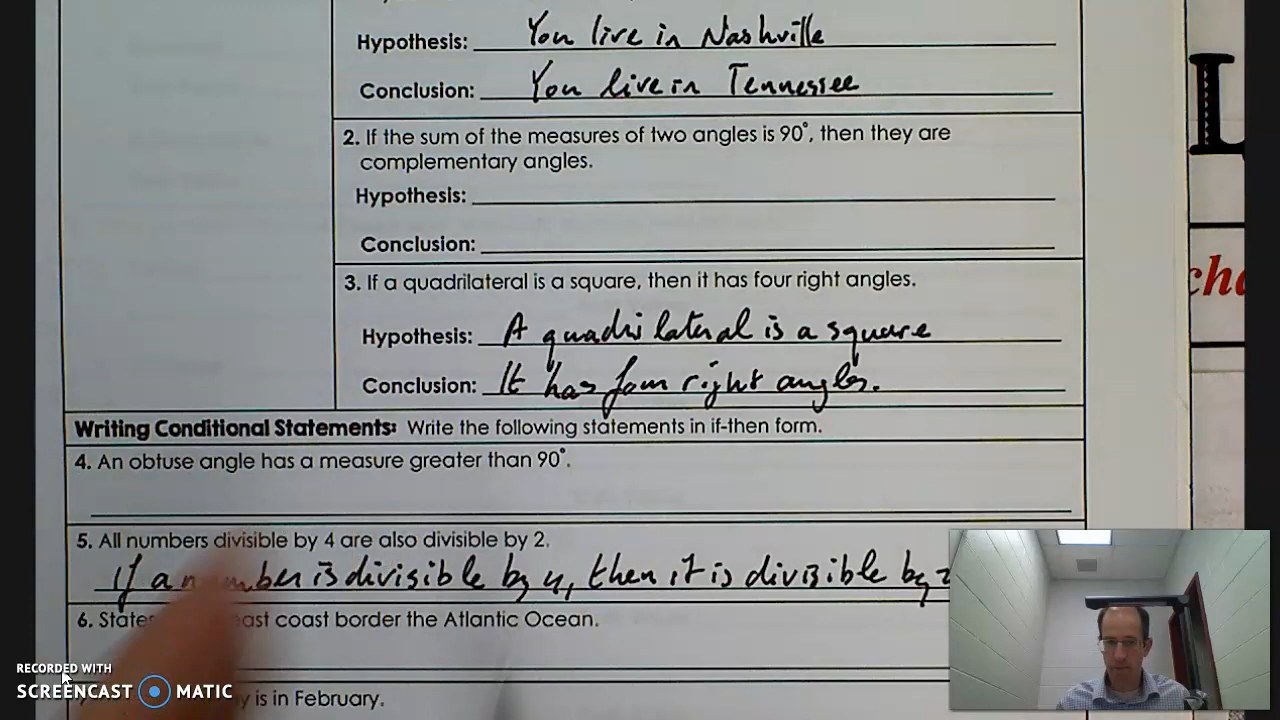 Hypothesis: You live in Nashville
Conclusion: You live in Tennessee
2. If the sum of the measures of two angles is 90°, then they are
complementary angles.
Hypothesis:
Conclusion:
3. If a quadrilateral is a square, then it has four right angles.
Hypothesis: A quadrilateral is a square
Conclusion: It has four right angles.
Writing Conditional Statements: Write the following statements in if-then form.
4. An obtuse angle has a measure greater than 90°.
5. All numbers divisible by 4 are also divisible by 2.
If a number is divisible by 4, then it is divisible by 2
6. States east coast border the Atlantic Ocean.
is in February.
RECORDED WITH
SCREENCAST MATIC